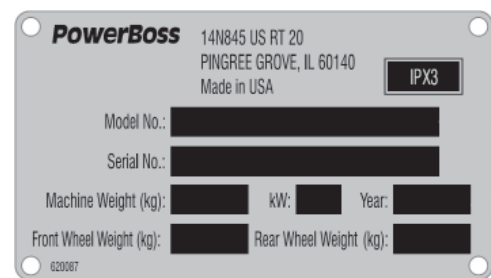 PowerBoss
14N845 US RT 20
PINGREE GROVE, IL 60140
Made in USA
IPX3
Model No.:
Serial No.:
Machine Weight (kg): kW: Year:
Front Wheel Weight (kg): Rear Wheel Weight (kg):
620087